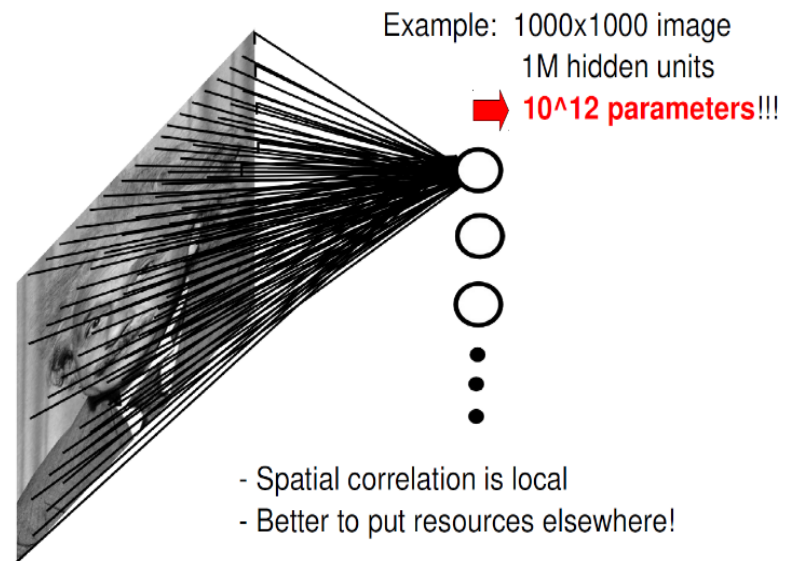 Example: 1000x1000 image
1M hidden units
10^12 parameters!!!
- Spatial correlation is local
- Better to put resources elsewhere!